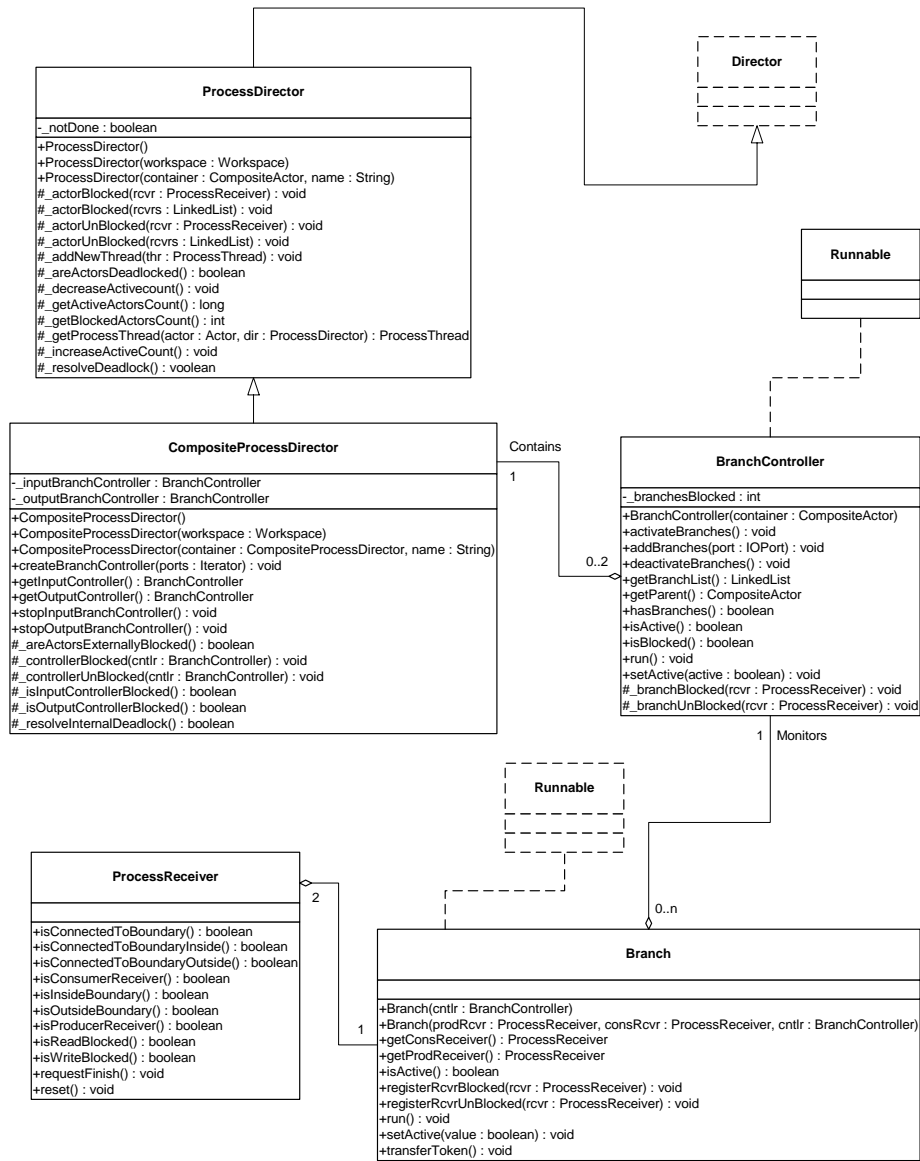 Director
ProcessDirector
-_notDone : boolean
+ProcessDirector()
+ProcessDirector(workspace : Workspace)
+ProcessDirector(container : CompositeActor, name : String)
#_actorBlocked(rcvr : ProcessReceiver) : void
#_actorBlocked(rcvrs : LinkedList) : void
#_actorUnBlocked(rcvr : ProcessReceiver) : void
#_actorUnBlocked(rcvrs : LinkedList) : void
#_addNewThread(thr : ProcessThread) : void
#_areActorsDeadlocked() : boolean
#_decreaseActivecount() : void
#_getActiveActorsCount() : long
#_getBlockedActorsCount() : int
#_getProcessThread(actor : Actor, dir : ProcessDirector) : ProcessThread
#_increaseActiveCount() : void
#_resolveDeadlock() : voolean
Runnable
CompositeProcessDirector
-_inputBranchController : BranchController
-_outputBranchController : BranchController
+CompositeProcessDirector()
+CompositeProcessDirector(workspace : Workspace)
+CompositeProcessDirector(container : CompositeProcessDirector, name : String)
+createBranchController(ports : Iterator) : void
+getInputController() : BranchController
+getOutputController() : BranchController
+stopInputBranchController() : void
+stopOutputBranchController() : void
#_areActorsExternallyBlocked() : boolean
#_controllerBlocked(cntlr : BranchController) : void
#_controllerUnBlocked(cntlr : BranchController) : void
#_isInputControllerBlocked() : boolean
#_isOutputControllerBlocked() : boolean
#_resolveInternalDeadlock() : boolean
Contains
1
0..2
BranchController
-_branchesBlocked : int
+BranchController(container : CompositeActor)
+activateBranches() : void
+addBranches(port : IOPort) : void
+deactivateBranches() : void
+getBranchList() : LinkedList
+getParent() : CompositeActor
+hasBranches() : boolean
+isActive() : boolean
+isBlocked() : boolean
+run() : void
+setActive(active : boolean) : void
#_branchBlocked(rcvr : ProcessReceiver) : void
#_branchUnBlocked(rcvr : ProcessReceiver) : void
1 Monitors
0..n
Runnable
ProcessReceiver
+isConnectedToBoundary() : boolean
+isConnectedToBoundaryInside() : boolean
+isConnectedToBoundaryOutside() : boolean
+isConsumerReceiver() : boolean
+isInsideBoundary() : boolean
+isOutsideBoundary() : boolean
+isProducerReceiver() : boolean
+isReadBlocked() : boolean
+isWriteBlocked() : boolean
+requestFinish() : void
+reset() : void
2
1
Branch
+Branch(cntlr : BranchController)
+Branch(prodRcvr : ProcessReceiver, consRcvr : ProcessReceiver, cntlr : BranchController)
+getConsReceiver() : ProcessReceiver
+getProdReceiver() : ProcessReceiver
+isActive() : boolean
+registerRcvrBlocked(rcvr : ProcessReceiver) : void
+registerRcvrUnBlocked(rcvr : ProcessReceiver) : void
+run() : void
+setActive(value : boolean) : void
+transferToken() : void